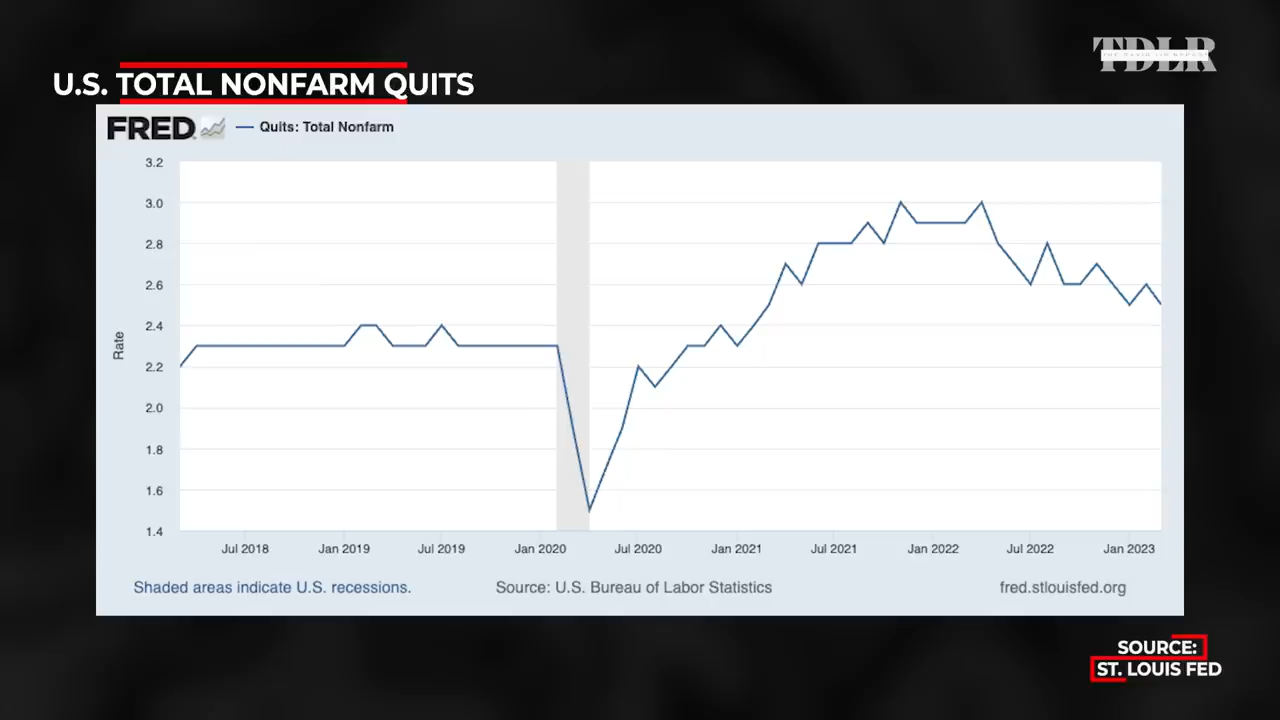 TDLR
U.S. TOTAL NONFARM QUITS
FRED
Quits: Total Nonfarm
3.2
3.0
2.8
2.6
2.4
2.2
2.0
1.8
1.6
1.4
Rate
Jul 2018 Jan 2019 Jul 2019 Jan 2020 Jul 2020 Jan 2021 Jul 2021 Jan 2022 Jul 2022 Jan 2023
Shaded areas indicate U.S. recessions. Source: U.S. Bureau of Labor Statistics fred.stlouisfed.org
SOURCE:
ST. LOUIS FED